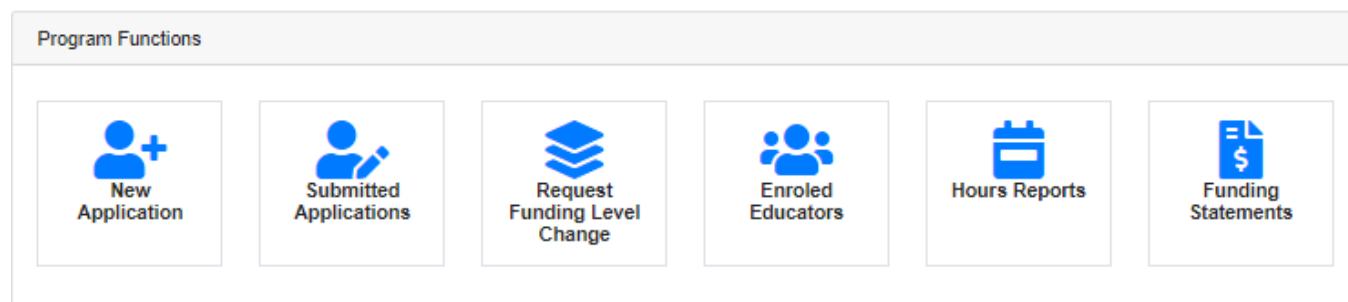 Program Functions
New
Application
Submitted
Applications
Request
Funding Level
Change
Enroled
Educators
Hours Reports
$
Funding
Statements